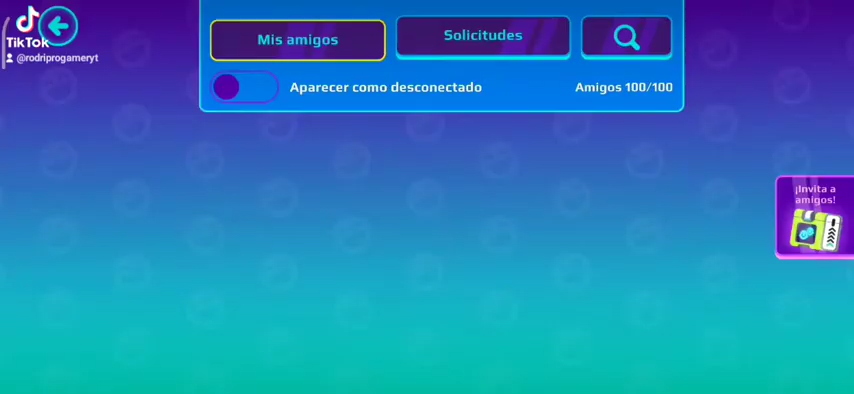 TikTok
@rodriprogameryt
Mis amigos
Solicitudes
Aparecer como desconectado
Amigos 100/100
¡Invita a
amigos!